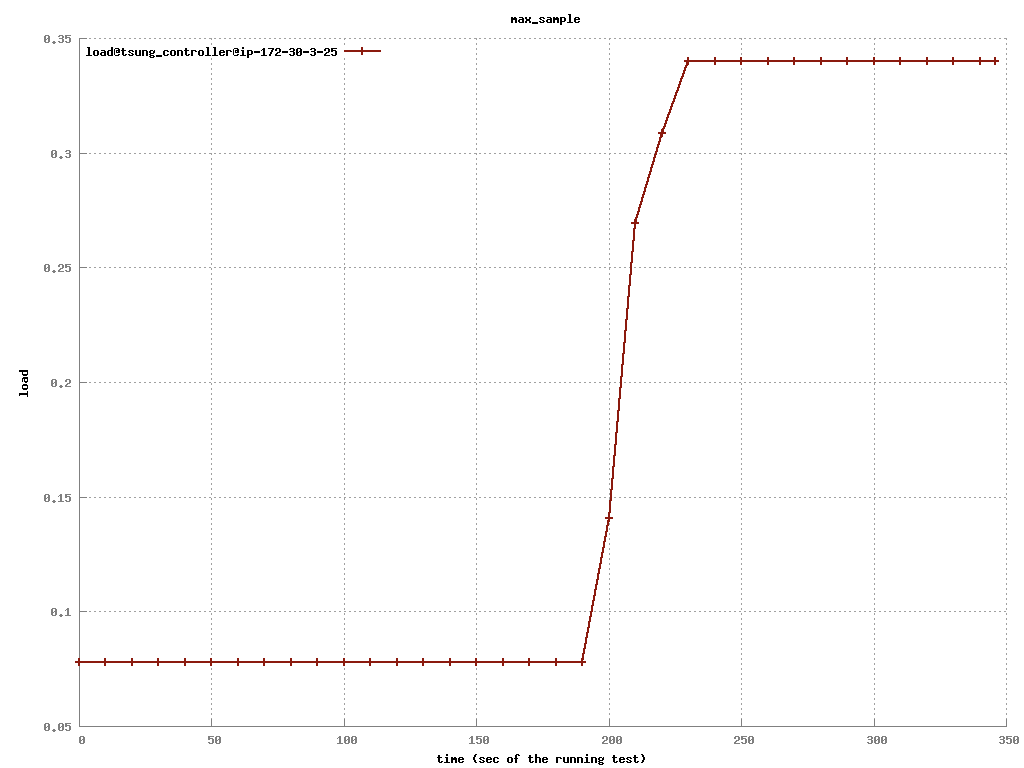 max_sample
load@tsung_controller@ip-172-30-3-25
0.35
0.3
0.25
0.2
0.15
0.1
0.05
load
0 50 100 150 200 250 300 350
time (sec of the running test)